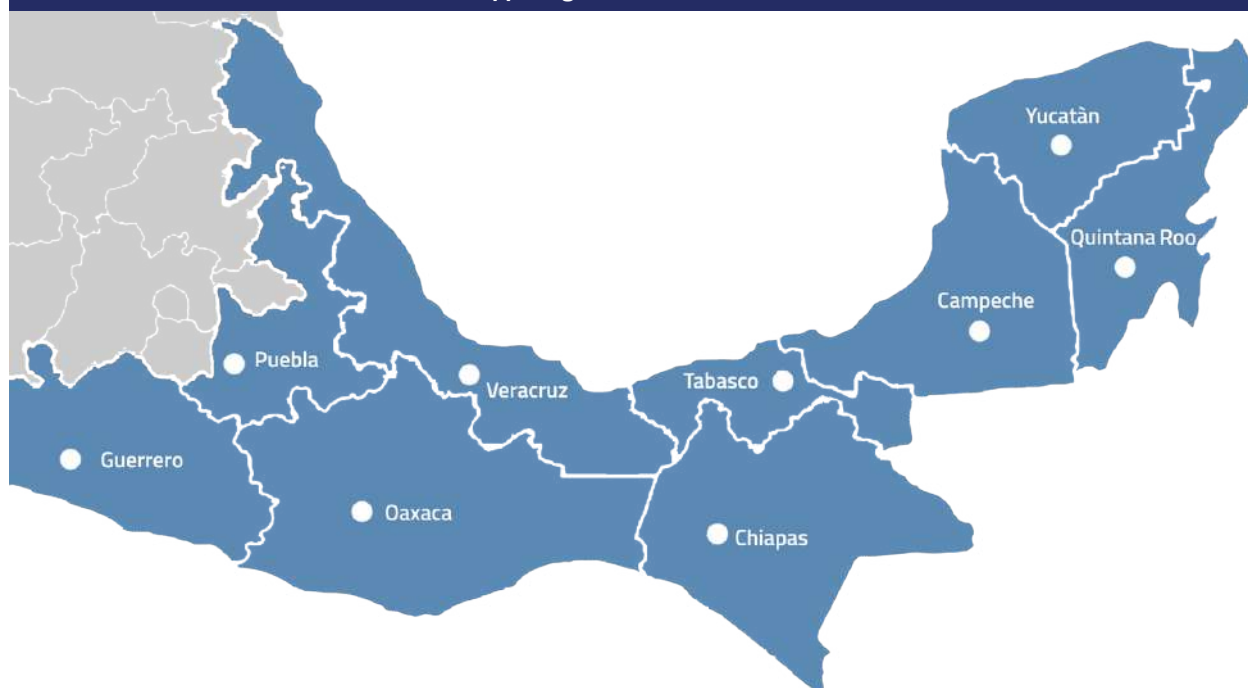 Yucatàn
Quintana Roo
Campeche
Puebla
Veracruz
Tabasco
Guerrero
Oaxaca
Chiapas